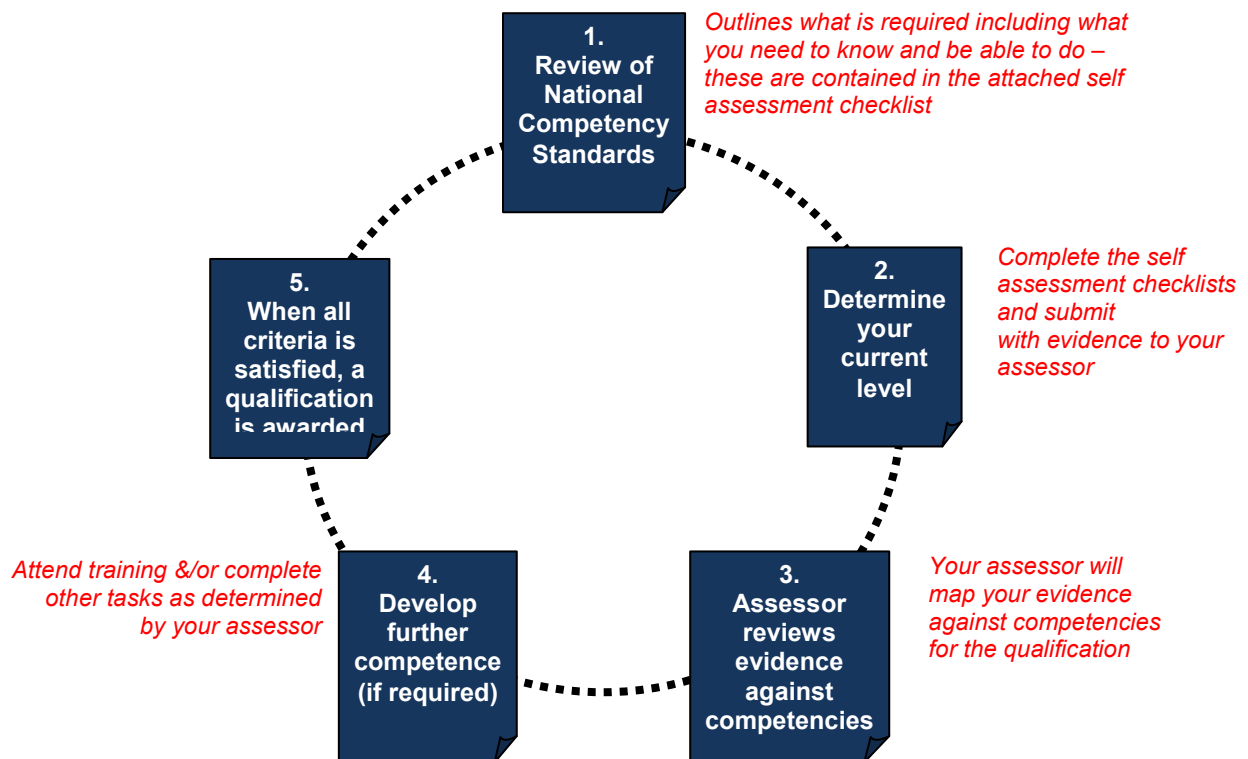 1.
Review of
National
Competency
Standards
Outlines what is required including what
you need to know and be able to do –
these are contained in the attached self
assessment checklist
2.
Determine
your
current
level
Complete the self
assessment checklists
and submit
with evidence to your
assessor
3.
Assessor
reviews
evidence
against
competencies
Your assessor will
map your evidence
against competencies
for the qualification
4.
Develop
further
competence
(if required)
Attend training &/or complete
other tasks as determined
by your assessor
5.
When all
criteria is
satisfied, a
qualification
is awarded